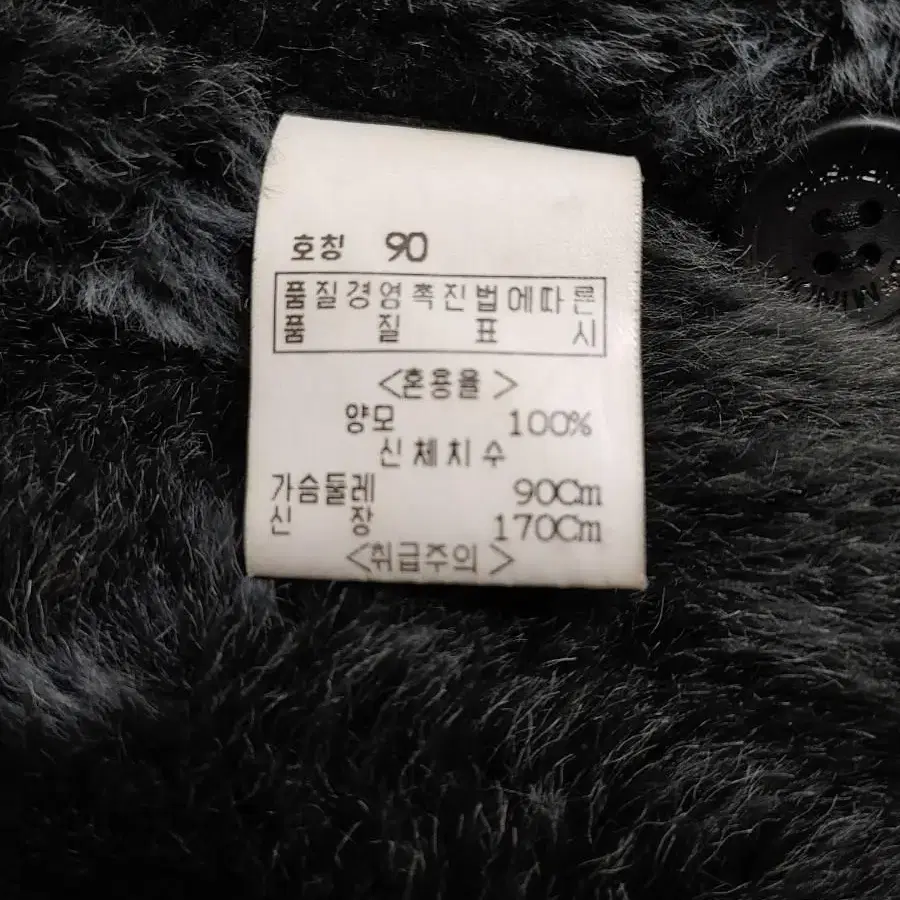 호칭 90
품질경영촉진법에따른
품 질 표 시
<혼용율>
양모 100%
신체치수
가슴둘레 90Cm
신 장 170Cm
<취급주의>